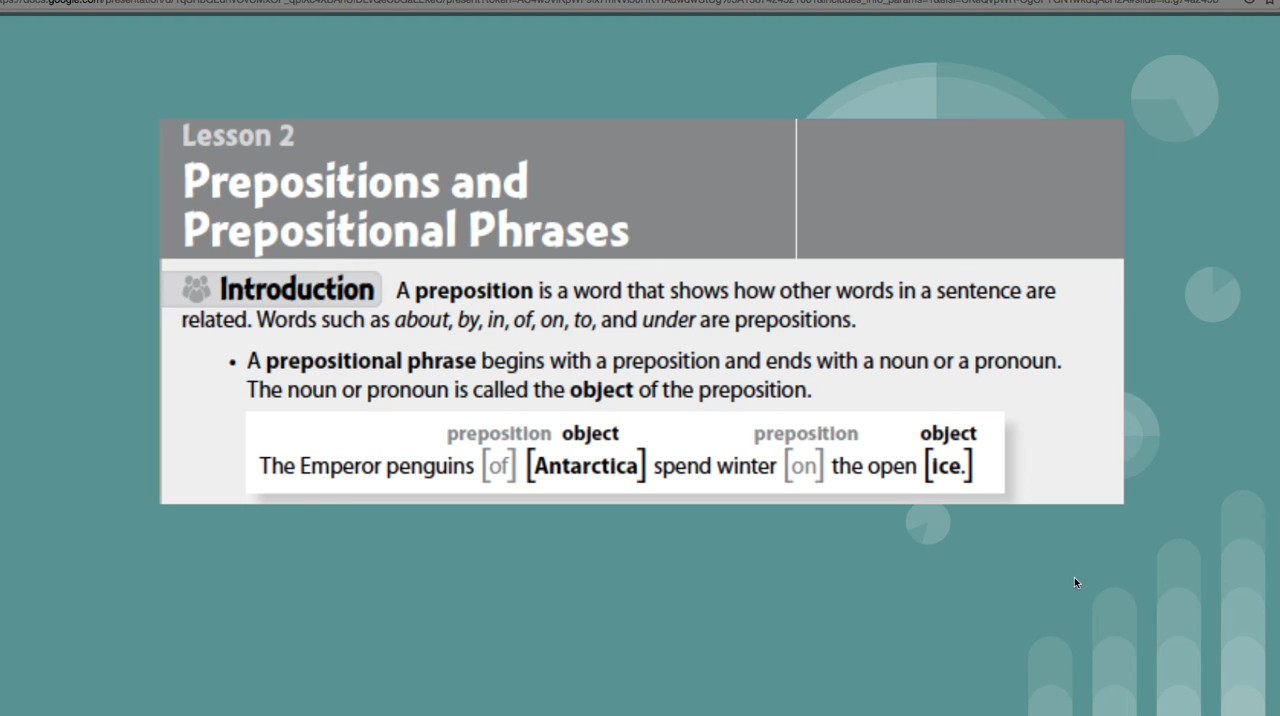 Lesson 2
Prepositions and
Prepositional Phrases
Introduction A preposition is a word that shows how other words in a sentence are
related. Words such as about, by, in, of, on, to, and under are prepositions.
• A prepositional phrase begins with a preposition and ends with a noun or a pronoun.
The noun or pronoun is called the object of the preposition.
preposition object preposition object
The Emperor penguins [of] [Antarctica] spend winter [on] the open [ice.]